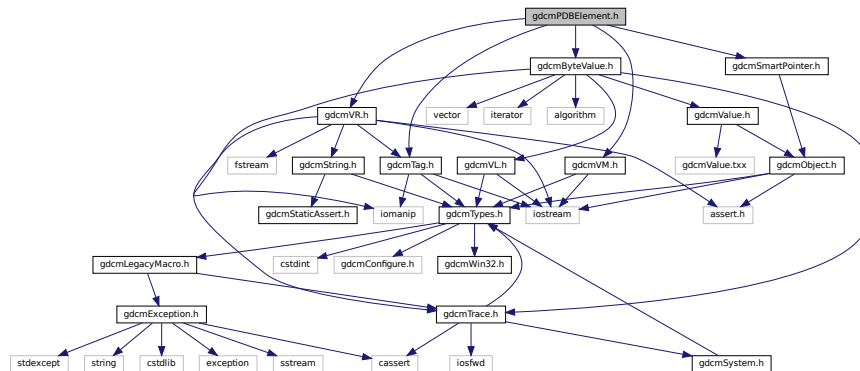 gdcmPDBElement.h
gdcmByteValue.h
gdcmSmartPointer.h
gdcmVR.h
vector
iterator
algorithm
gdcmValue.h
fstream
gdcmString.h
gdcmTag.h
gdcmVL.h
gdcmVM.h
gdcmValue.txx
gdcmObject.h
gdcmStaticAssert.h
iomanip
gdcmTypes.h
iostream
assert.h
gdcmLegacyMacro.h
cstdint
gdcmConfigure.h
gdcmWin32.h
gdcmException.h
gdcmTrace.h
stdexcept
string
cstdlib
exception
sstream
cassert
iosfwd
gdcmSystem.h